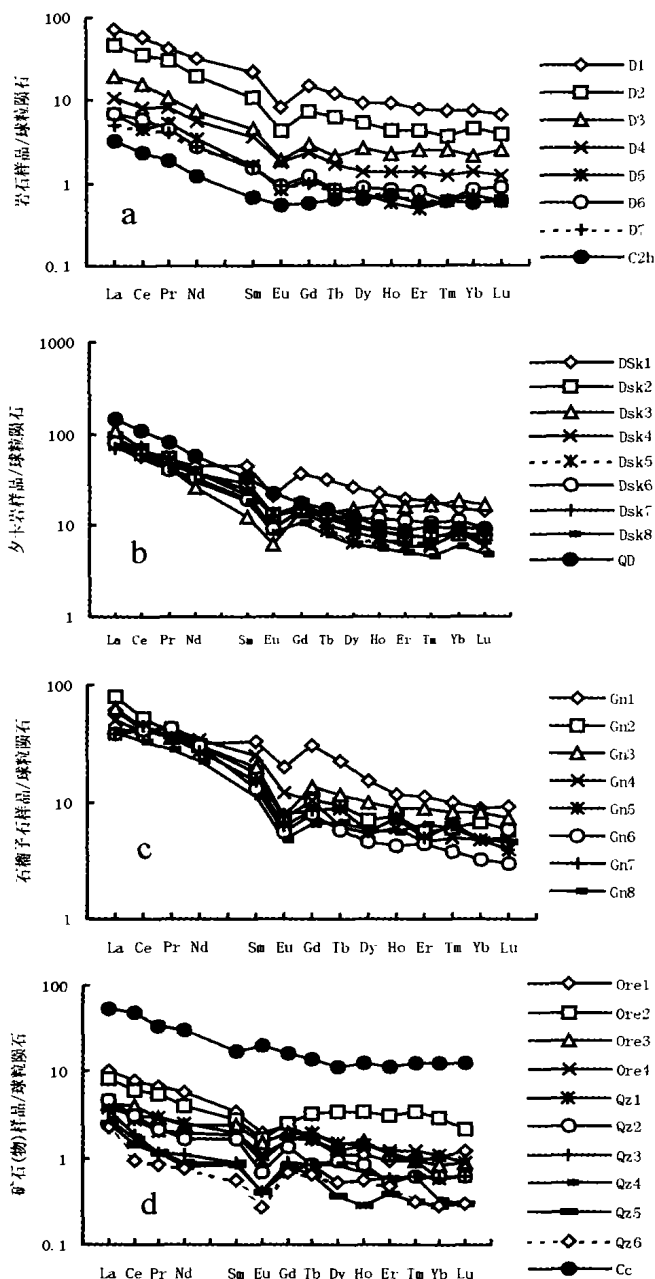 100
10
1
0.1
岩石样品/球粒陨石
a
La Ce Pr Nd Sm Eu Gd Tb Dy Ho Er Tm Yb Lu
D1
D2
D3
D4
D5
D6
D7
C2h
1000
100
10
1
夕卡岩样品/球粒陨石
b
La Ce Pr Nd Sm Eu Gd Tb Dy Ho Er Tm Yb Lu
DSk1
Dsk2
Dsk3
Dsk4
Dsk5
Dsk6
Dsk7
Dsk8
QD
100
10
1
石榴子石样品/球粒陨石
c
La Ce Pr Nd Sm Eu Gd Tb Dy Ho Er Tm Yb Lu
Gn1
Gn2
Gn3
Gn4
Gn5
Gn6
Gn7
Gn8
100
10
1
0.1
矿石(物)样品/球粒陨石
d
La Ce Pr Nd Sm Eu Gd Tb Dy Ho Er Tm Yb Lu
Ore1
Ore2
Ore3
Ore4
Qz1
Qz2
Qz3
Qz4
Qz5
Qz6
Cc